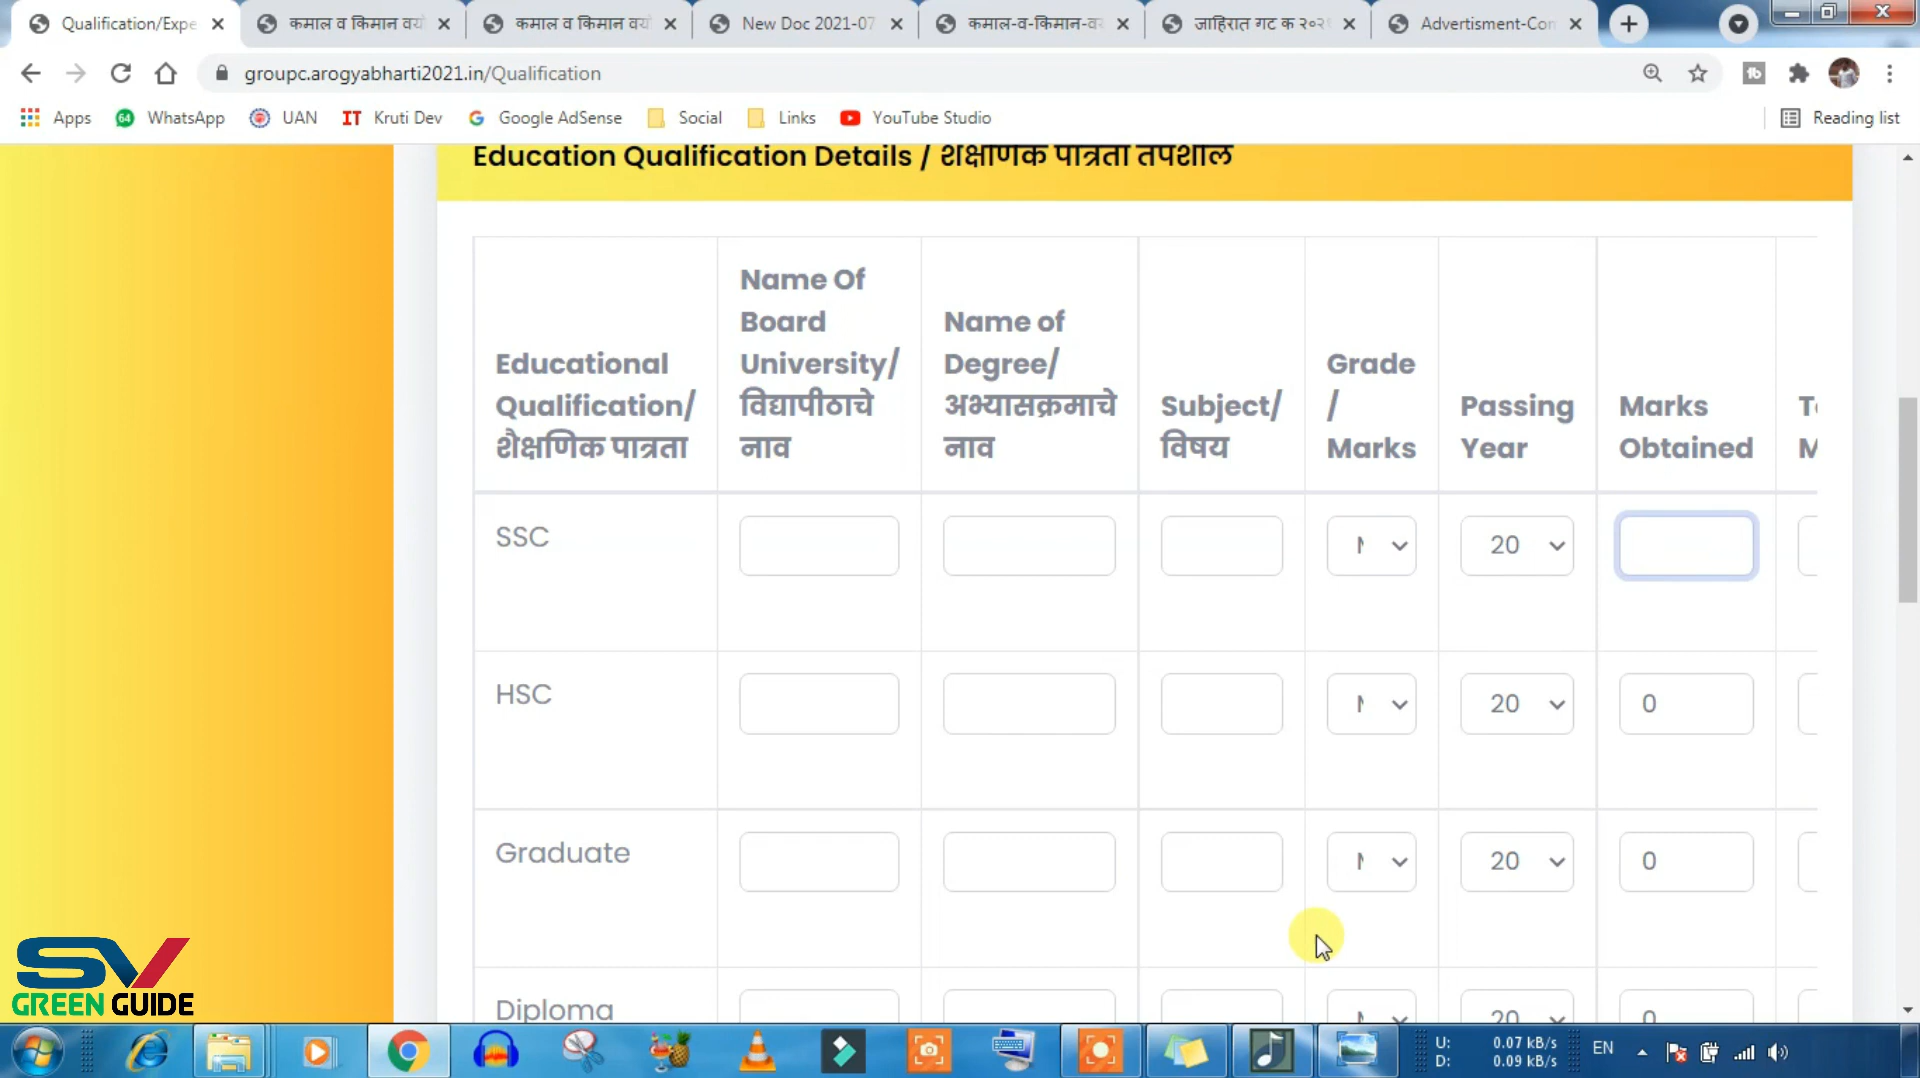 Qualification/Expe
कमाल व किमान वय
कमाल व किमान वय
New Doc 2021-07
कमाल-व-किमान-व
जाहिरात गट क २०२
Advertisment-Con
groupc.arogyabharti2021.in/Qualification
Apps
64
WhatsApp
UAN
IT
Kruti Dev
G
Google AdSense
Social
Links
YouTube Studio
Reading list
Education Qualification Details / शैक्षणिक पात्रता तपशील
Educational
Qualification/
शैक्षणिक पात्रता
Name Of
Board
University/
विद्यापीठाचे
नाव
Name of
Degree/
अभ्यासक्रमाचे
नाव
Subject/
विषय
Grade
/
Marks
Passing
Year
Marks
Obtained
SSC
20
HSC
20
0
Graduate
20
0
Diploma
20
0
SV
GREEN GUIDE
U: 0.07 kB/s
D: 0.09 kB/s
EN